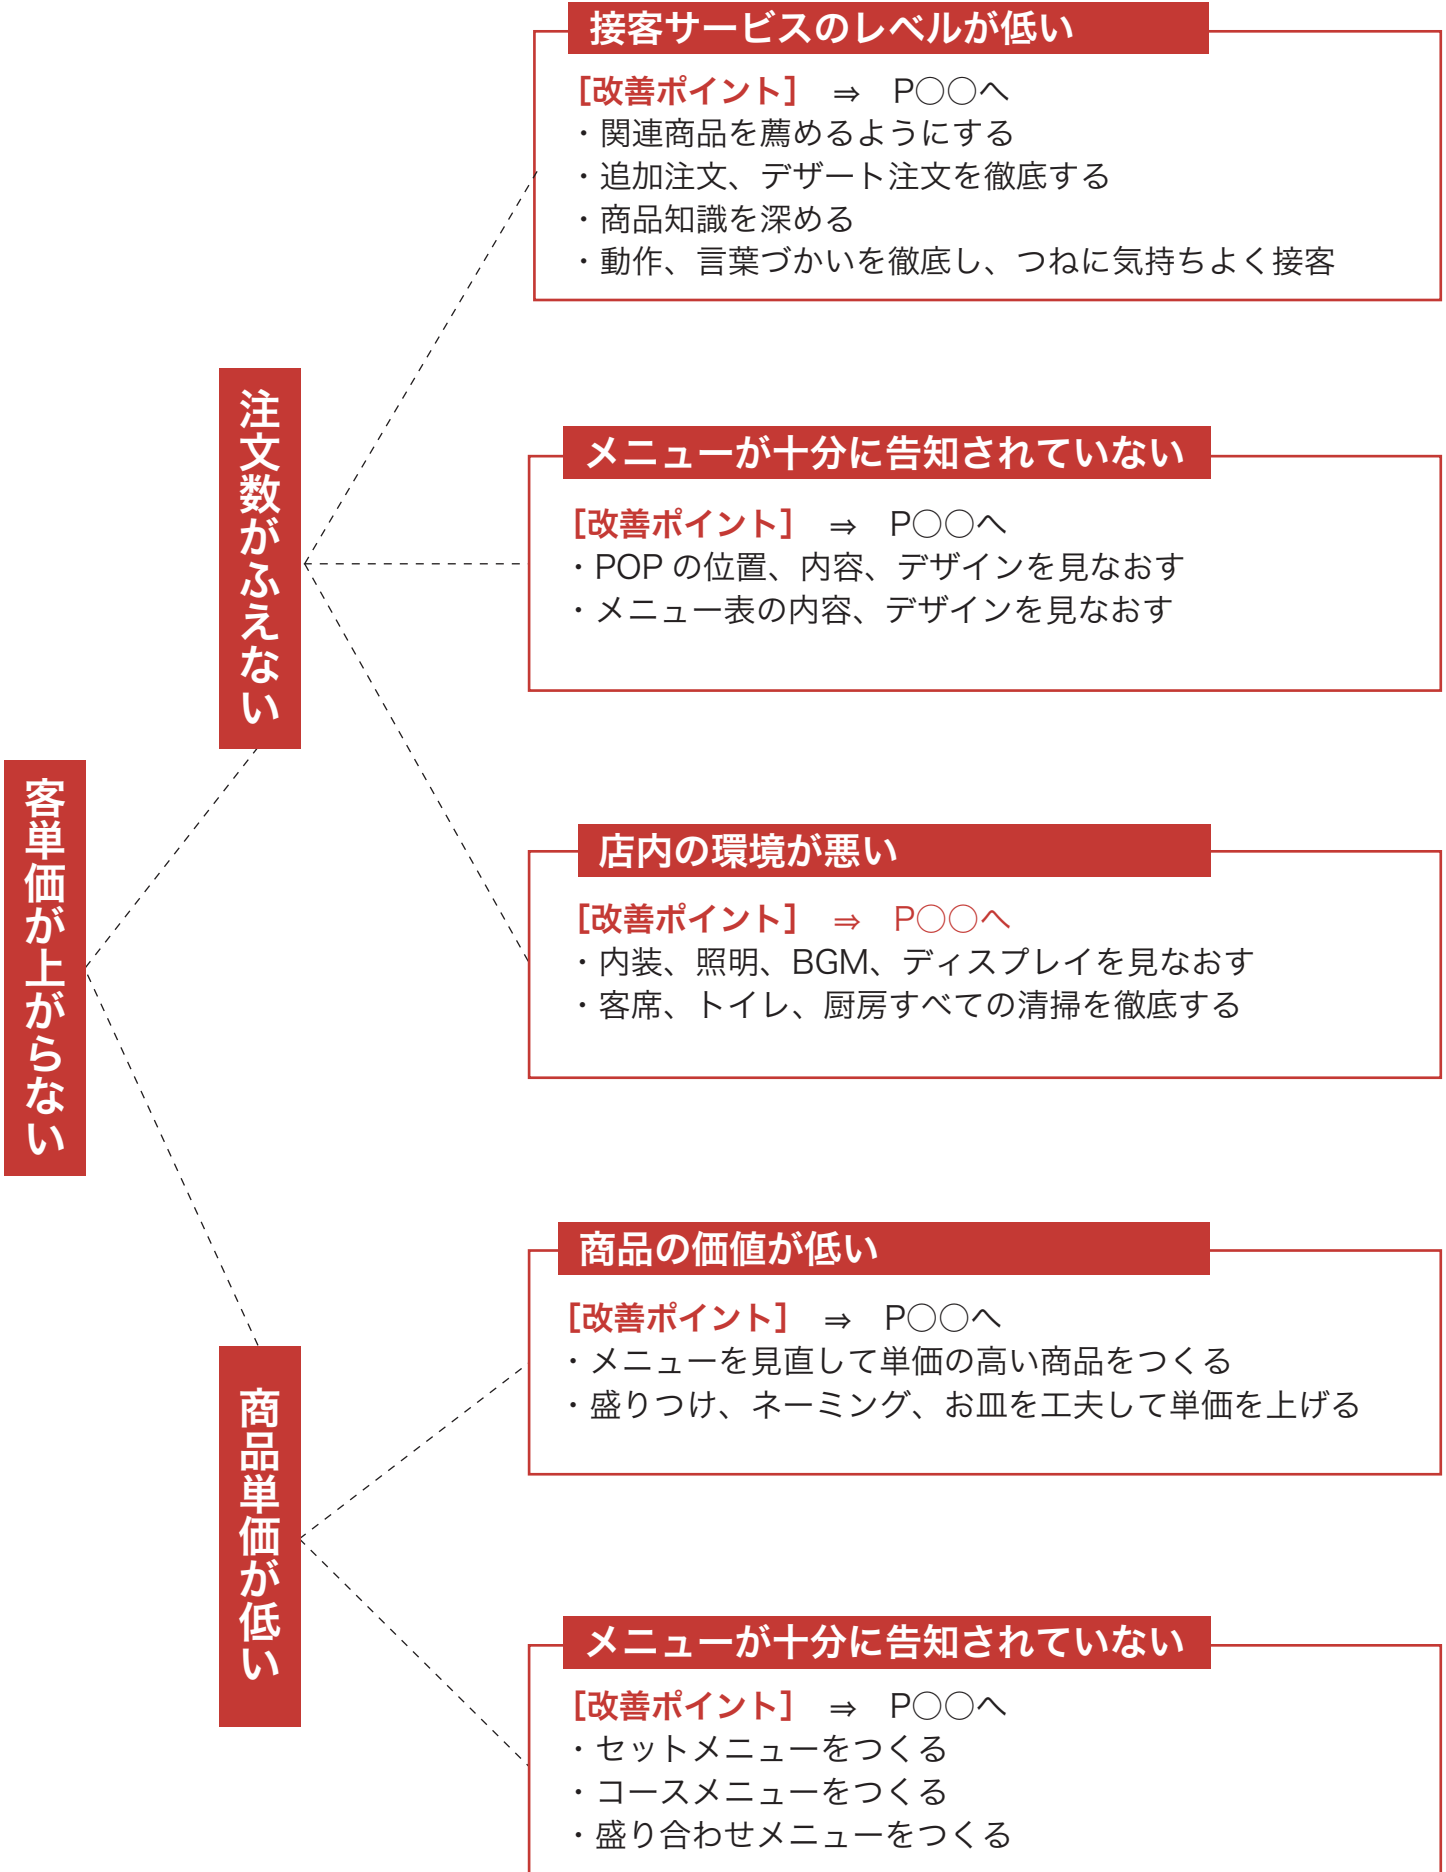 客単価が上がらない
注文数がふえない
接客サービスのレベルが低い
［改善ポイント］ ⇒ P○○へ
・関連商品を薦めるようにする
・追加注文、デザート注文を徹底する
・商品知識を深める
・動作、言葉づかいを徹底し、つねに気持ちよく接客
メニューが十分に告知されていない
［改善ポイント］ ⇒ P○○へ
・POP の位置、内容、デザインを見なおす
・メニュー表の内容、デザインを見なおす
店内の環境が悪い
［改善ポイント］ ⇒ P○○へ
・内装、照明、BGM、ディスプレイを見なおす
・客席、トイレ、厨房すべての清掃を徹底する
商品単価が低い
商品の価値が低い
［改善ポイント］ ⇒ P○○へ
・メニューを見直して単価の高い商品をつくる
・盛りつけ、ネーミング、お皿を工夫して単価を上げる
メニューが十分に告知されていない
［改善ポイント］ ⇒ P○○へ
・セットメニューをつくる
・コースメニューをつくる
・盛り合わせメニューをつくる